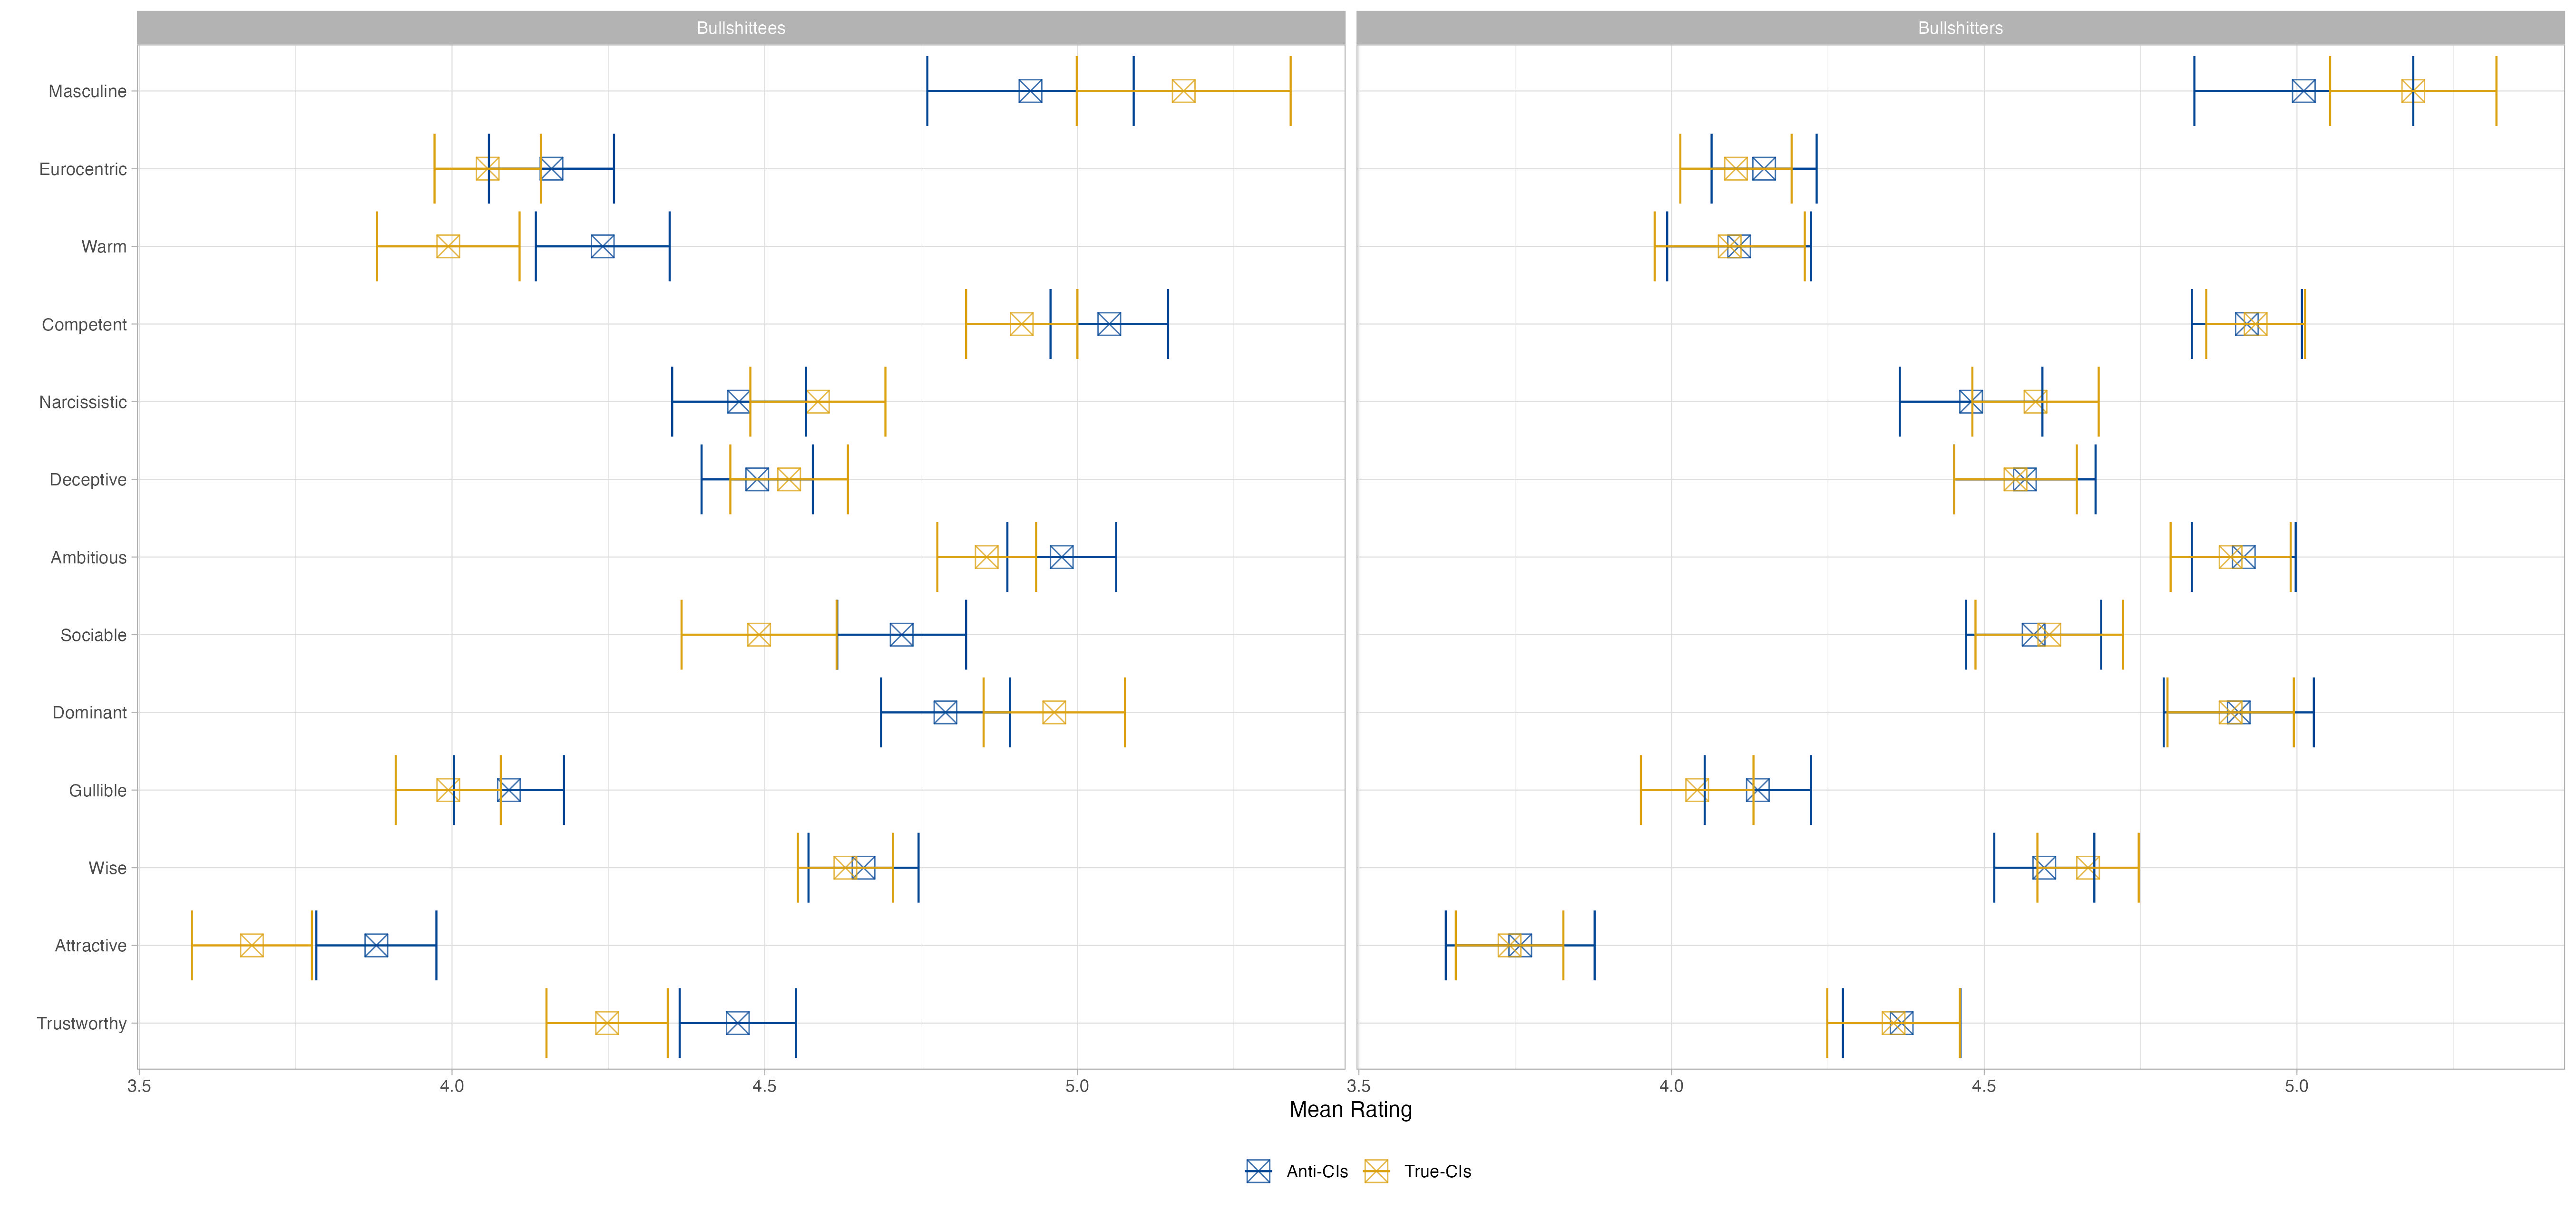 Bullshittees
Bullshitters
Masculine
Eurocentric
Warm
Competent
Narcissistic
Deceptive
Ambitious
Sociable
Dominant
Gullible
Wise
Attractive
Trustworthy
3.5 4.0 4.5 5.0
3.5 4.0 4.5 5.0
Mean Rating
Anti-CIs True-CIs